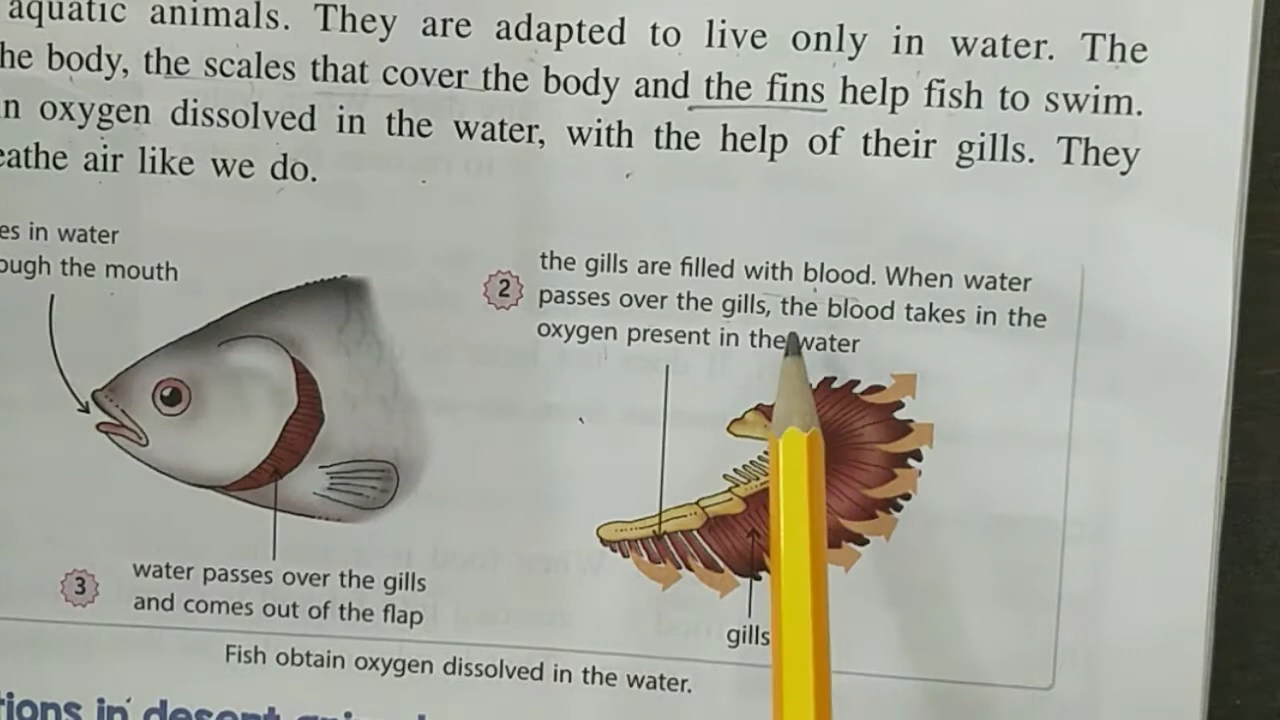 aquatic animals. They are adapted to live only in water. The
he body, the scales that cover the body and the fins help fish to swim.
n oxygen dissolved in the water, with the help of their gills. They
eathe air like we do.
es in water
ough the mouth
2
the gills are filled with blood. When water
passes over the gills, the blood takes in the
oxygen present in the water
3
water passes over the gills
and comes out of the flap
gills
Fish obtain oxygen dissolved in the water.
tions in desert